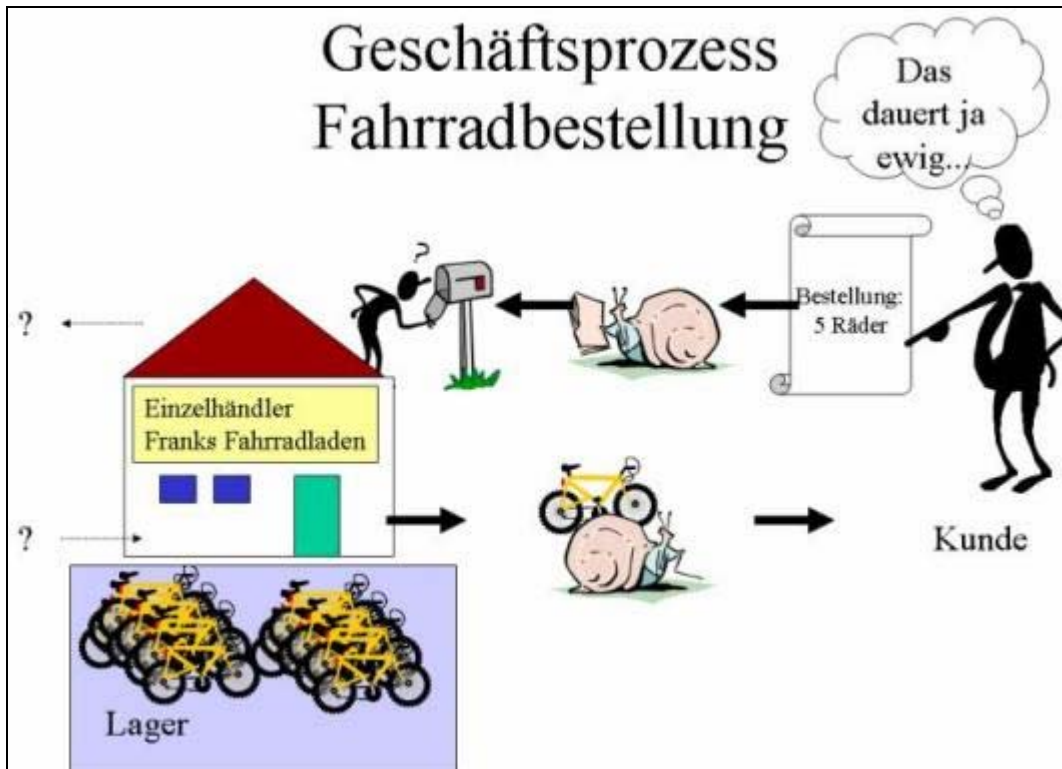 Geschäftsprozess
Fahrradbestellung
Das
dauert ja
ewig...
?
Bestellung:
5 Räder
?
Einzelhändler
Franks Fahrradladen
?
Kunde
Lager